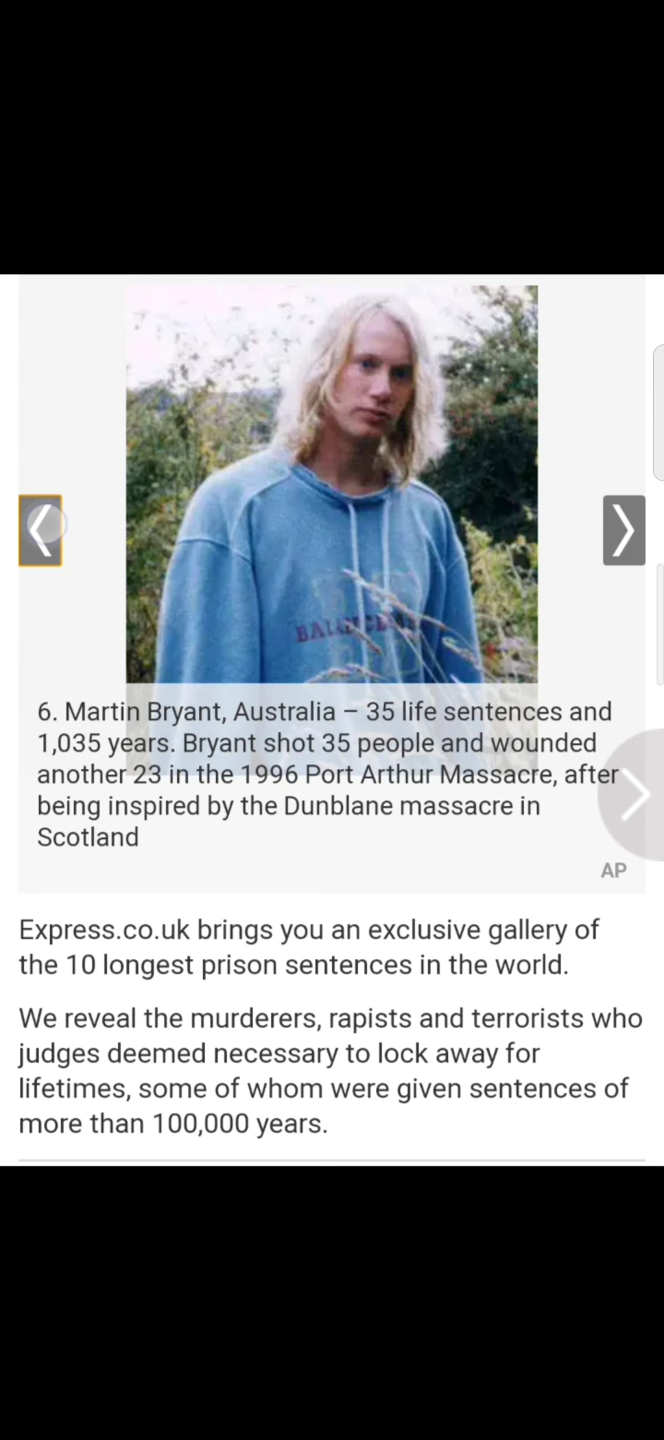 6. Martin Bryant, Australia – 35 life sentences and
1,035 years. Bryant shot 35 people and wounded
another 23 in the 1996 Port Arthur Massacre, after
being inspired by the Dunblane massacre in
Scotland
AP
Express.co.uk brings you an exclusive gallery of
the 10 longest prison sentences in the world.
We reveal the murderers, rapists and terrorists who
judges deemed necessary to lock away for
lifetimes, some of whom were given sentences of
more than 100,000 years.